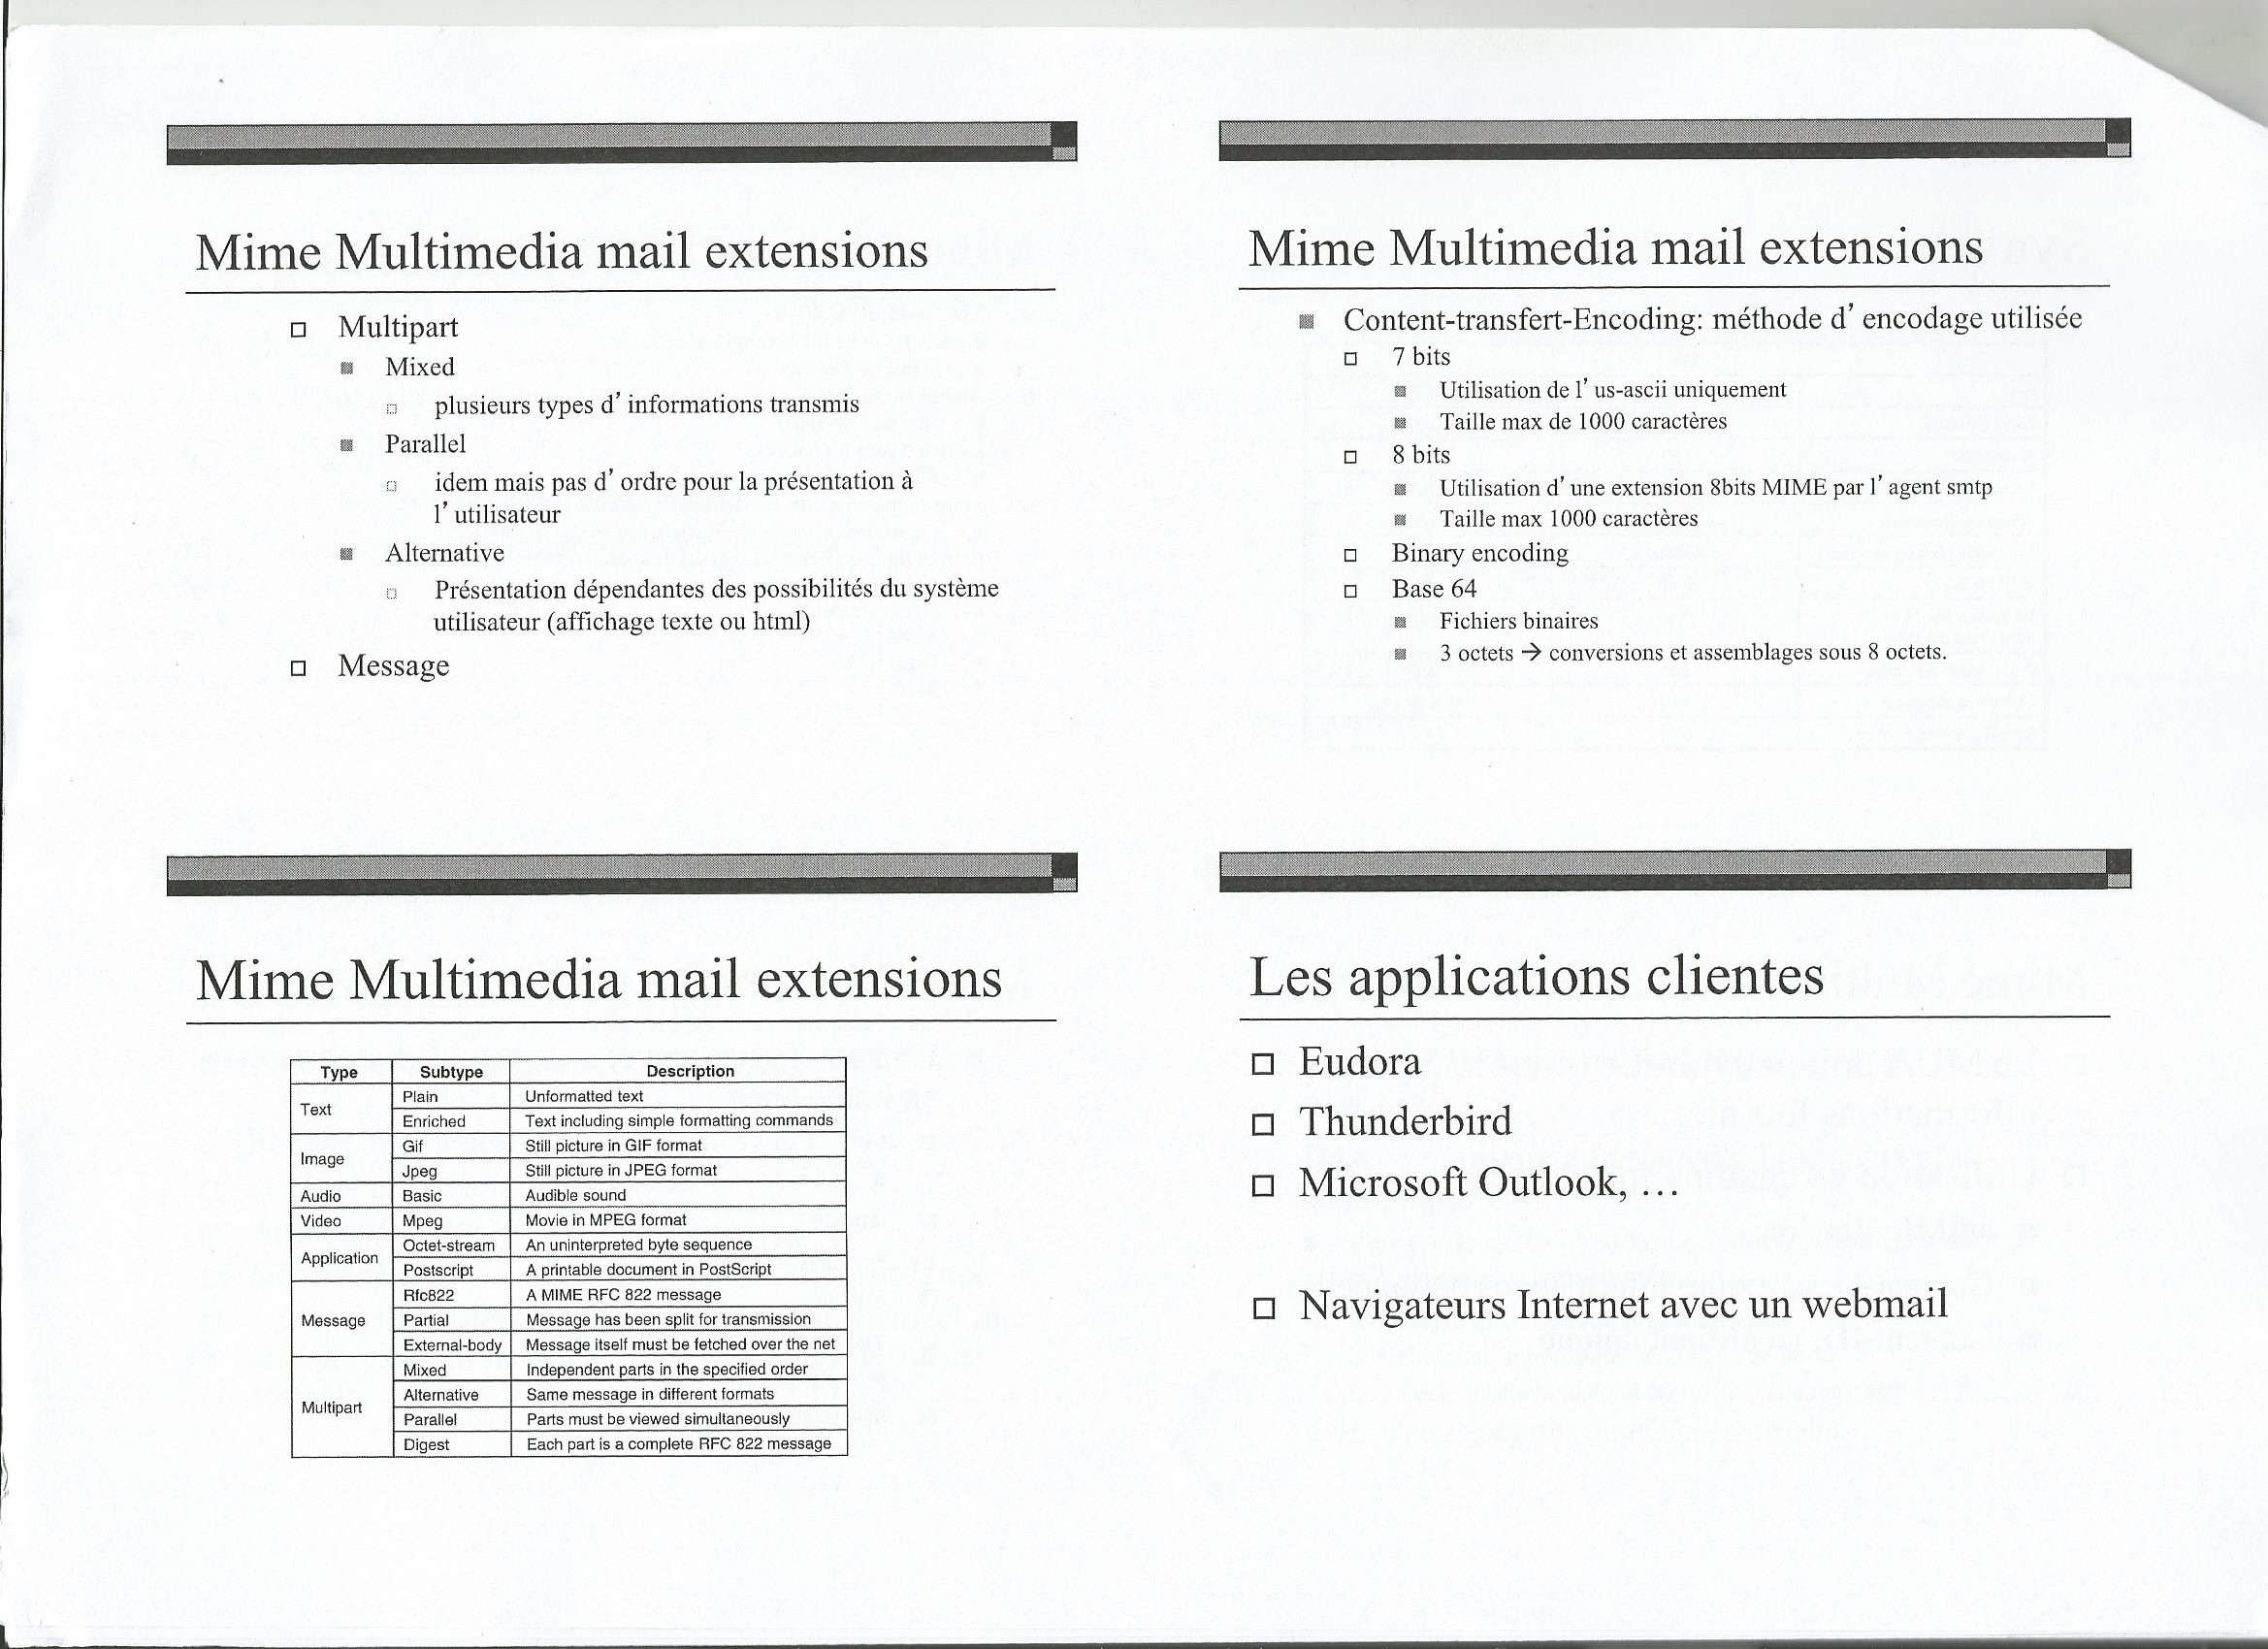 Mime Multimedia mail extensions
Multipart
Mixed
plusieurs types d’ informations transmis
Parallel
idem mais pas d’ ordre pour la présentation à
l’ utilisateur
Alternative
Présentation dépendantes des possibilités du système
utilisateur (affichage texte ou html)
Message
Mime Multimedia mail extensions
Content-transfert-Encoding: méthode d’ encodage utilisée
7 bits
Utilisation de l’ us-ascii uniquement
Taille max de 1000 caractères
8 bits
Utilisation d’ une extension 8bits MIME par l’ agent smtp
Taille max 1000 caractères
Binary encoding
Base 64
Fichiers binaires
3 octets → conversions et assemblages sous 8 octets.
Mime Multimedia mail extensions
Type Subtype Description
Text Plain Unformatted text
Enriched Text including simple formatting commands
Image Gif Still picture in GIF format
Jpeg Still picture in JPEG format
Audio Basic Audible sound
Video Mpeg Movie in MPEG format
Application Octet-stream An uninterpreted byte sequence
Postscript A printable document in PostScript
Message Rfc822 A MIME RFC 822 message
Partial Message has been split for transmission
External-body Message itself must be fetched over the net
Multipart Mixed Independent parts in the specified order
Alternative Same message in different formats
Parallel Parts must be viewed simultaneously
Digest Each part is a complete RFC 822 message
Les applications clientes
Eudora
Thunderbird
Microsoft Outlook, …
Navigateurs Internet avec un webmail